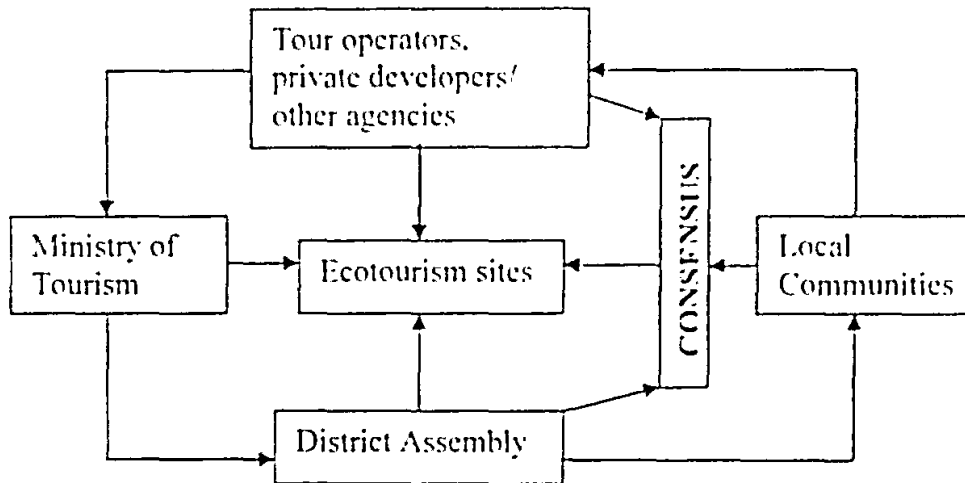 Tour operators,
private developers/
other agencies
CONSENSUS
Ministry of
Tourism
Ecotourism sites
Local
Communities
District Assembly